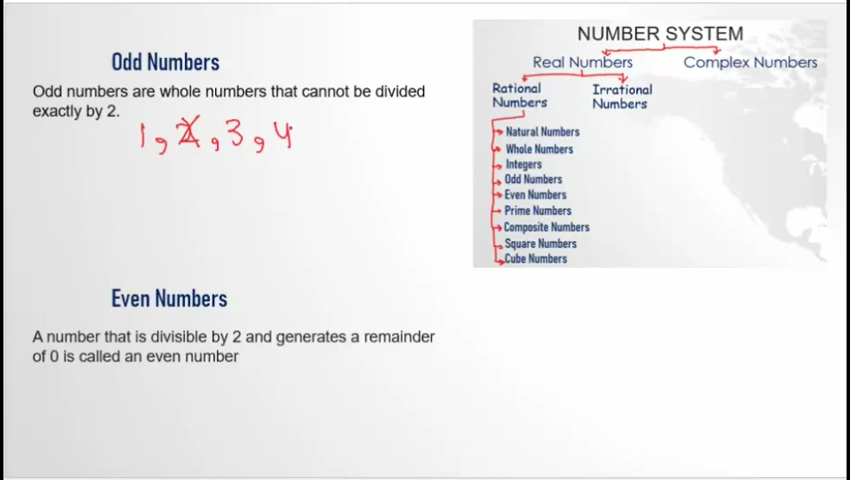 Odd Numbers
Odd numbers are whole numbers that cannot be divided
exactly by 2.
1, 2, 3, 4
Even Numbers
A number that is divisible by 2 and generates a remainder
of 0 is called an even number
NUMBER SYSTEM
Real Numbers
Complex Numbers
Rational
Numbers
Irrational
Numbers
Natural Numbers
Whole Numbers
Integers
Odd Numbers
Even Numbers
Prime Numbers
Composite Numbers
Square Numbers
Cube Numbers